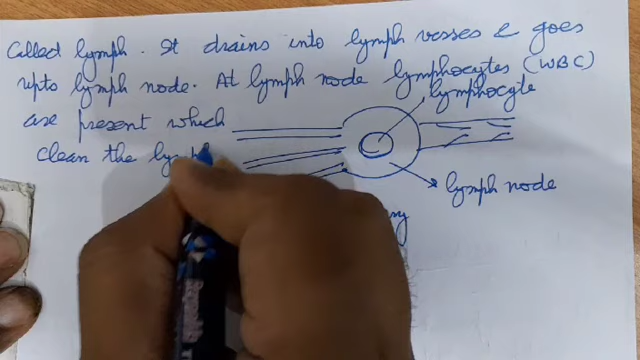 Called lymph. It drains into lymph vesses & goes
upto lymph node. At lymph node lymphocytes (WBC)
lymphocyte
are present which
clean the lymph
lymph node